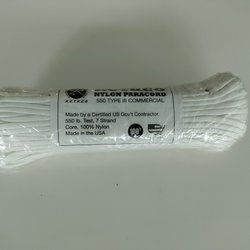 NYLON PARACORD
550 TYPE III COMMERCIAL
Made by a Certified US Gov't Contractor
550 lb. Test, 7 Strand
Core, 100% Nylon
Made in the USA